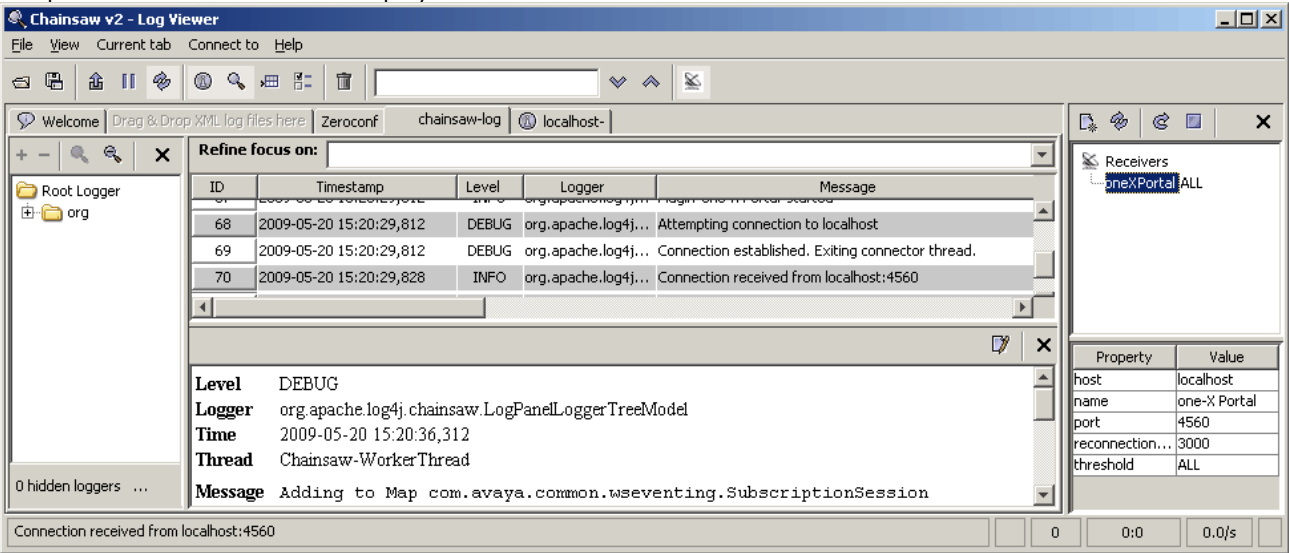 Chainsaw v2 - Log Viewer
File View Current tab Connect to Help
Welcome Drag & Drop XML log files here Zeroconf chainsaw-log localhost-
Refine focus on:
Root Logger
org
0 hidden loggers ...
ID Timestamp Level Logger Message
68 2009-05-20 15:20:29,812 DEBUG org.apache.log4j... Attempting connection to localhost
69 2009-05-20 15:20:29,812 DEBUG org.apache.log4j... Connection established. Exiting connector thread.
70 2009-05-20 15:20:29,828 INFO org.apache.log4j... Connection received from localhost:4560
Level DEBUG
Logger org.apache.log4j.chainsaw.LogPanelLoggerTreeModel
Time 2009-05-20 15:20:36,312
Thread Chainsaw-WorkerThread
Message Adding to Map com.avaya.common.wseventing.SubscriptionSession
Receivers
oneXPortal ALL
Property Value
host localhost
name one-X Portal
port 4560
reconnection... 3000
threshold ALL
Connection received from localhost:4560 0 0:0 0.0/s